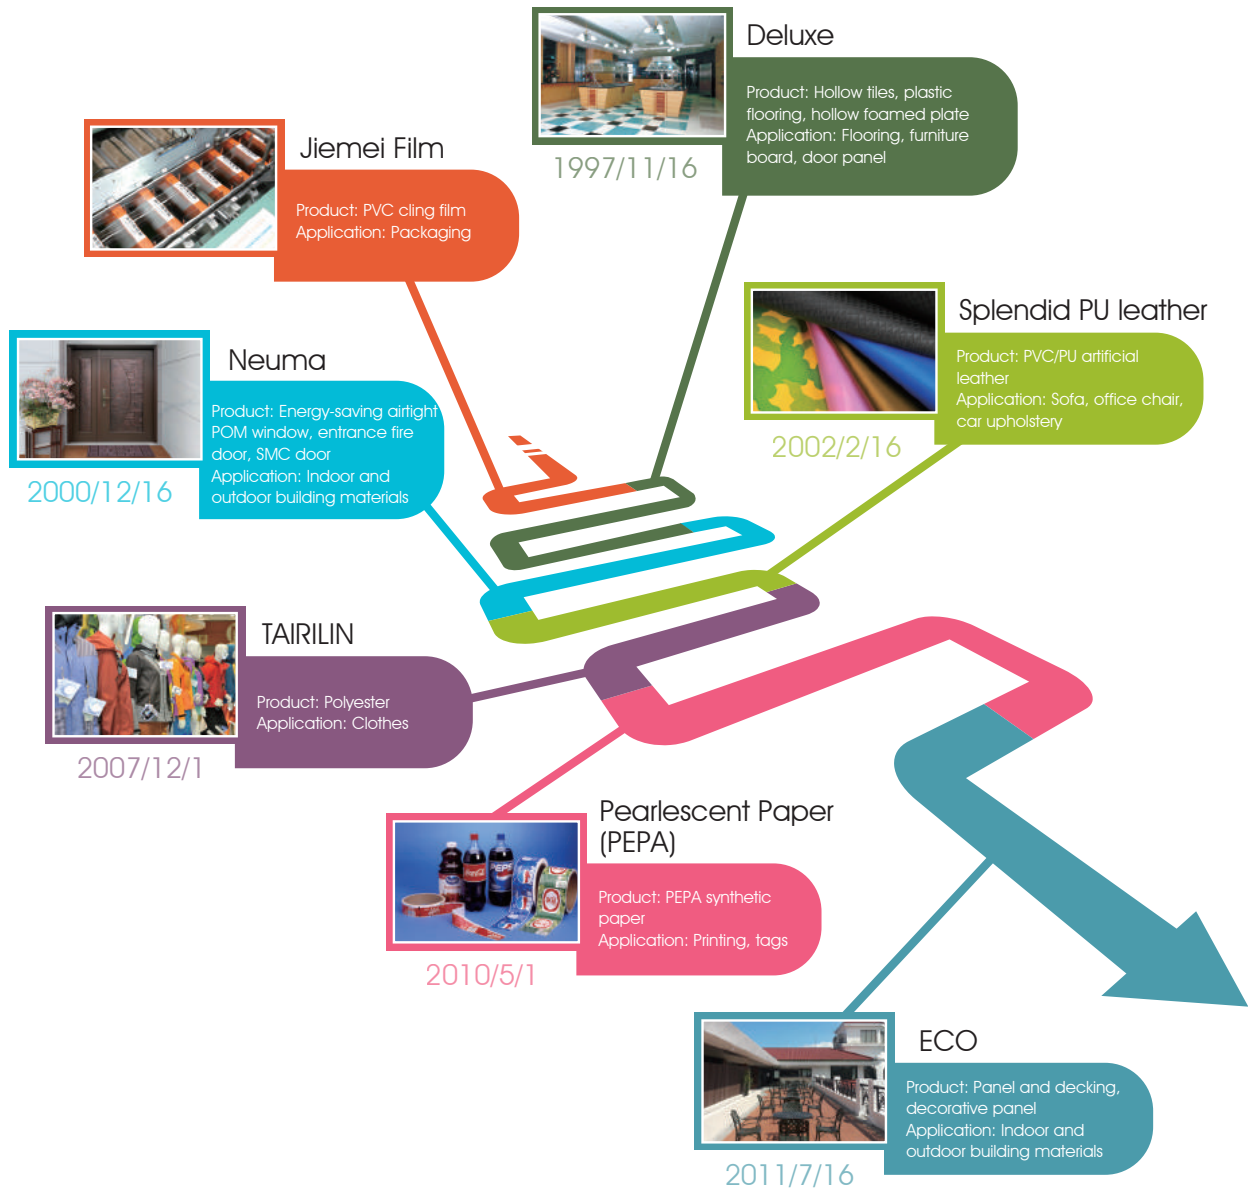 Deluxe
Product: Hollow tiles, plastic
flooring, hollow foamed plate
Application: Flooring, furniture
board, door panel
1997/11/16
Jiemei Film
Product: PVC cling film
Application: Packaging
Splendid PU leather
Product: PVC/PU artificial
leather
Application: Sofa, office chair,
car upholstery
2002/2/16
Neuma
Product: Energy-saving airtight
POM window, entrance fire
door, SMC door
Application: Indoor and
outdoor building materials
2000/12/16
TAIRILIN
Product: Polyester
Application: Clothes
2007/12/1
Pearlescent Paper
(PEPA)
Product: PEPA synthetic
paper
Application: Printing, tags
2010/5/1
PEPSI
ECO
Product: Panel and decking,
decorative panel
Application: Indoor and
outdoor building materials
2011/7/16